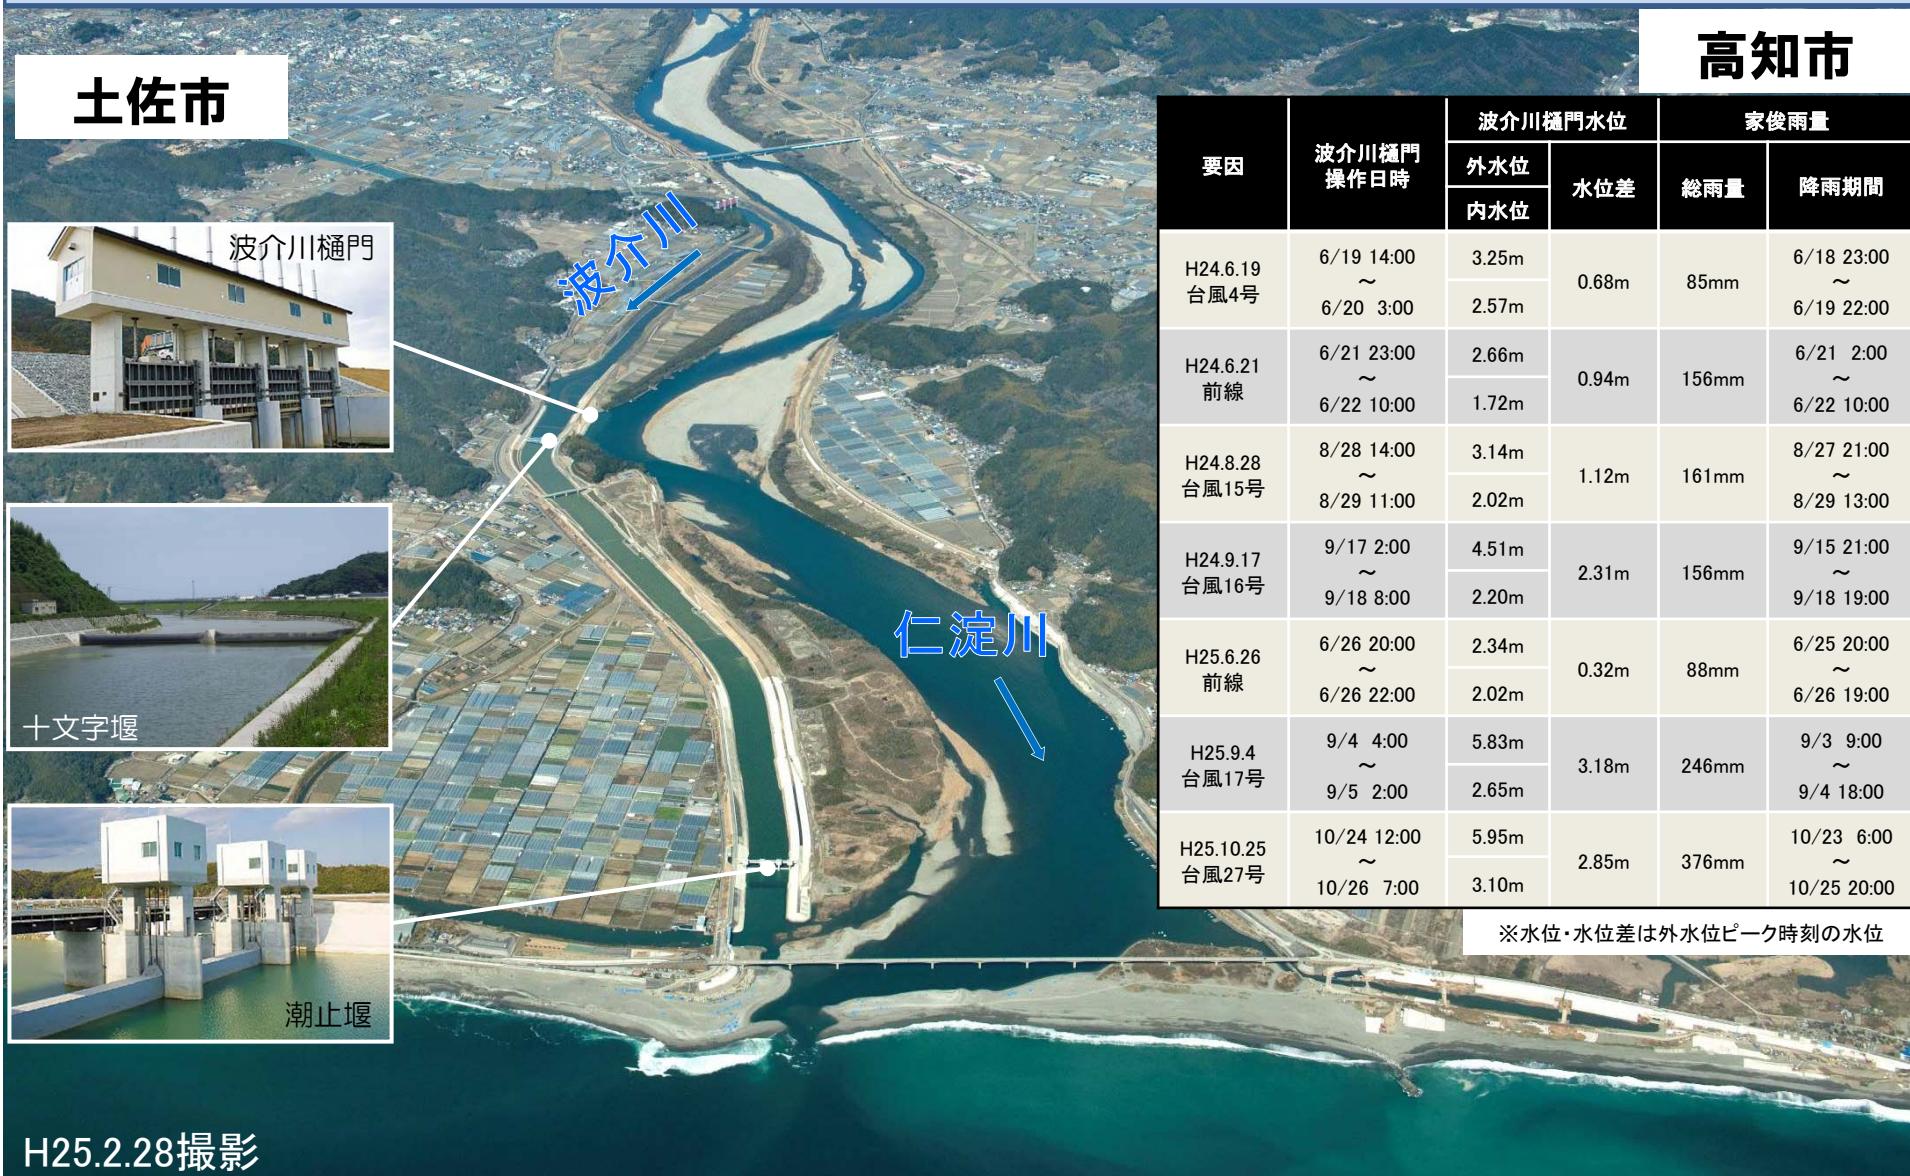 土佐市
高知市
波介川樋門
十文字堰
潮止堰
波介川
仁淀川
要因
波介川樋門
操作日時
波介川樋門水位
家俊雨量
外水位
内水位
水位差
総雨量
降雨期間
H24.6.19
台風4号
6/19 14:00
～
6/20 3:00
3.25m
2.57m
0.68m
85mm
6/18 23:00
～
6/19 22:00
H24.6.21
前線
6/21 23:00
～
6/22 10:00
2.66m
1.72m
0.94m
156mm
6/21 2:00
～
6/22 10:00
H24.8.28
台風15号
8/28 14:00
～
8/29 11:00
3.14m
2.02m
1.12m
161mm
8/27 21:00
～
8/29 13:00
H24.9.17
台風16号
9/17 2:00
～
9/18 8:00
4.51m
2.20m
2.31m
156mm
9/15 21:00
～
9/18 19:00
H25.6.26
前線
6/26 20:00
～
6/26 22:00
2.34m
2.02m
0.32m
88mm
6/25 20:00
～
6/26 19:00
H25.9.4
台風17号
9/4 4:00
～
9/5 2:00
5.83m
2.65m
3.18m
246mm
9/3 9:00
～
9/4 18:00
H25.10.25
台風27号
10/24 12:00
～
10/26 7:00
5.95m
3.10m
2.85m
376mm
10/23 6:00
～
10/25 20:00
※水位・水位差は外水位ピーク時刻の水位
H25.2.28撮影